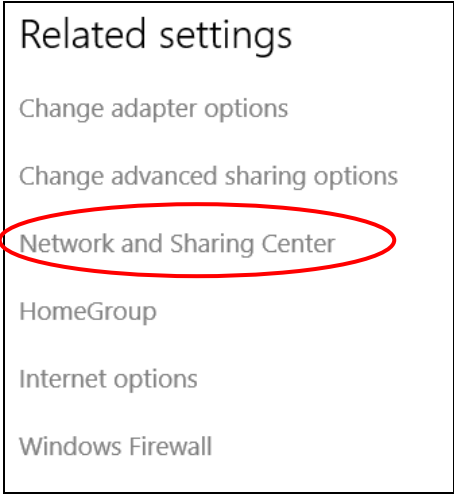 Related settings
Change adapter options
Change advanced sharing options
Network and Sharing Center
HomeGroup
Internet options
Windows Firewall